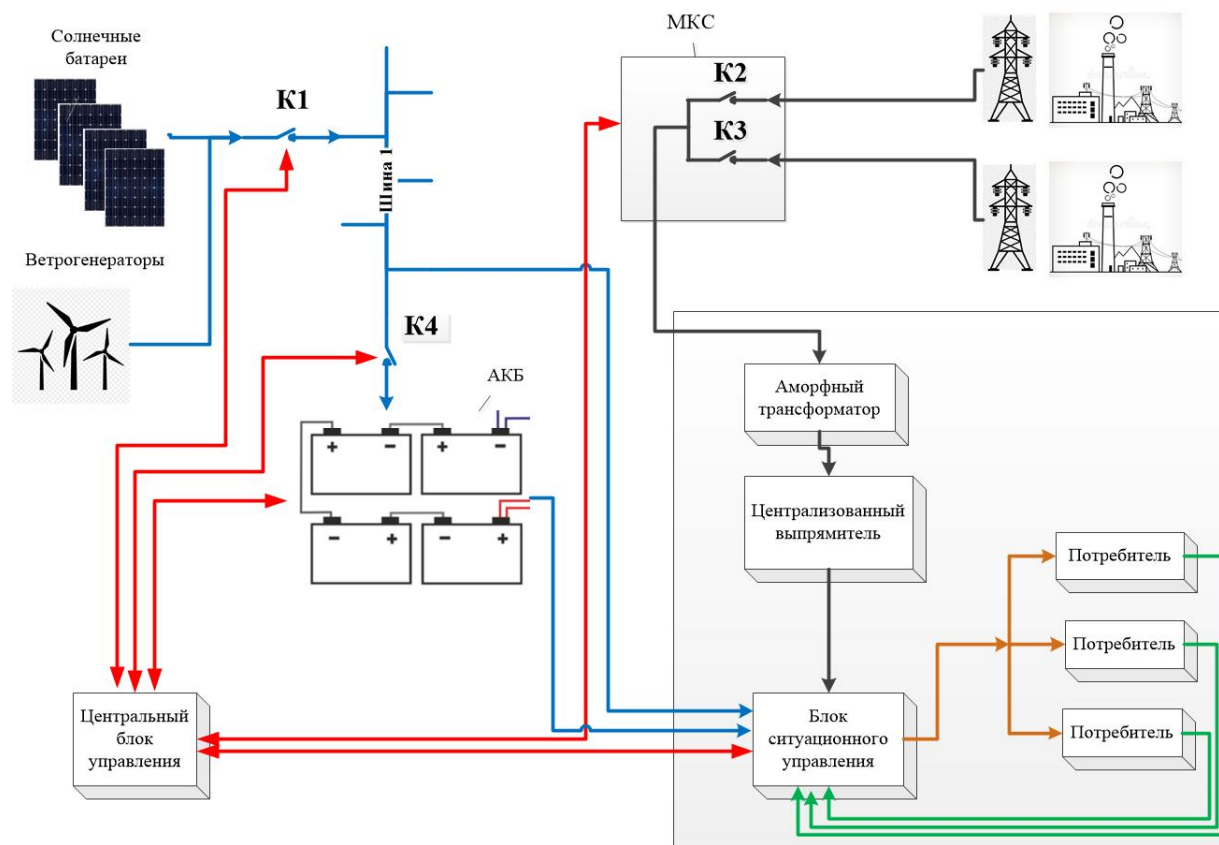 Солнечные
батареи
К1
Шина 1
МКС
К2
К3
Ветрогенераторы
К4
АКБ
+
-
+
-
-
+
-
+
Аморфный
трансформатор
Централизованный
выпрямитель
Потребитель
Потребитель
Потребитель
Центральный
блок
управления
Блок
ситуационного
управления